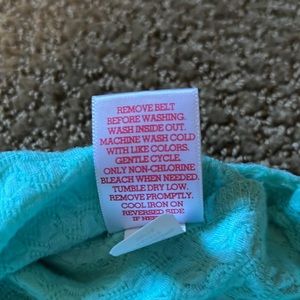 REMOVE BELT
BEFORE WASHING.
WASH INSIDE OUT.
MACHINE WASH COLD
WITH LIKE COLORS.
GENTLE CYCLE.
ONLY NON-CHLORINE
BLEACH WHEN NEEDED.
TUMBLE DRY LOW.
REMOVE PROMPTLY.
COOL IRON ON
REVERSED SIDE
IF